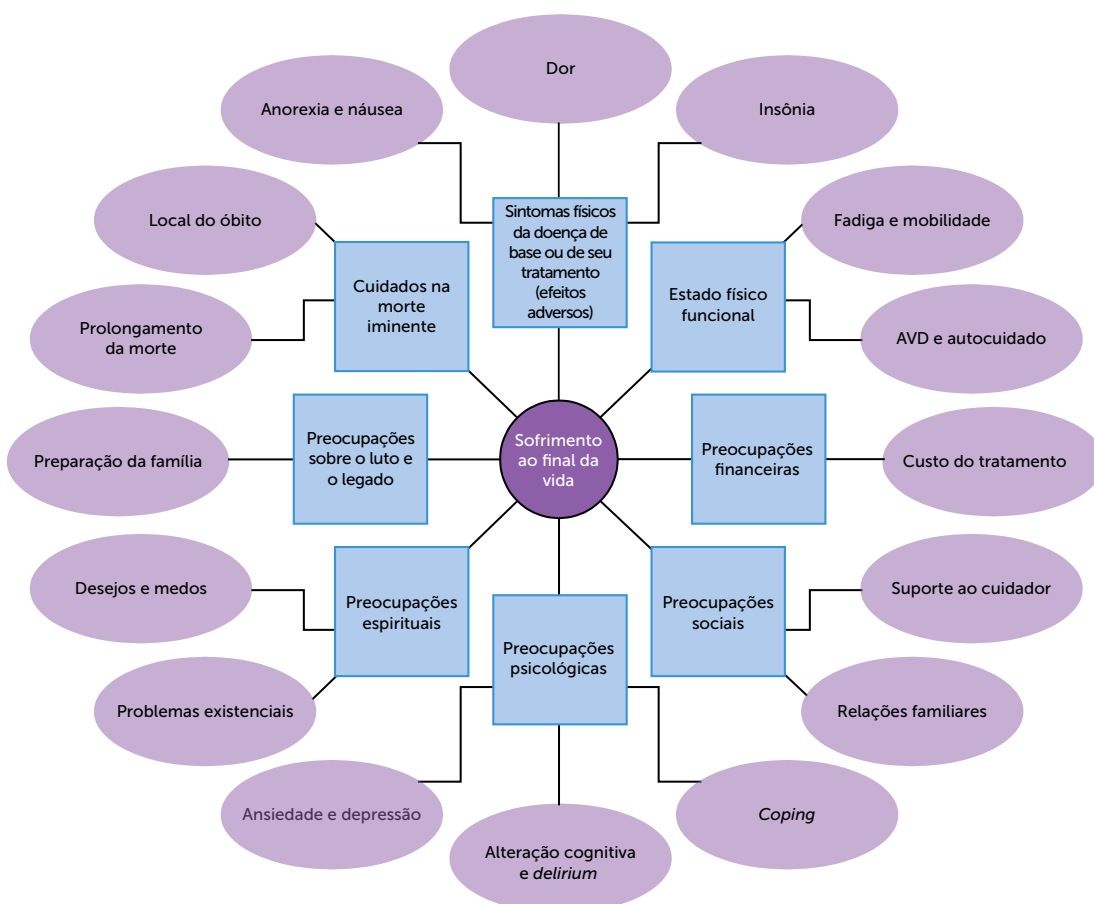 Dor
Anorexia e náusea
Insônia
Local do óbito
Sintomas físicos
da doença de
base ou de seu
tratamento
(efeitos
adversos)
Fadiga e mobilidade
Cuidados na
morte
iminente
Estado físico
funcional
Prolongamento
da morte
AVD e autocuidado
Preparação da família
Preocupações
sobre o luto e
o legado
Sofrimento
ao final da
vida
Preocupações
financeiras
Custo do tratamento
Desejos e medos
Preocupações
espirituais
Preocupações
psicológicas
Preocupações
sociais
Suporte ao cuidador
Problemas existenciais
Relações familiares
Ansiedade e depressão
Alteração cognitiva
e delirium
Coping